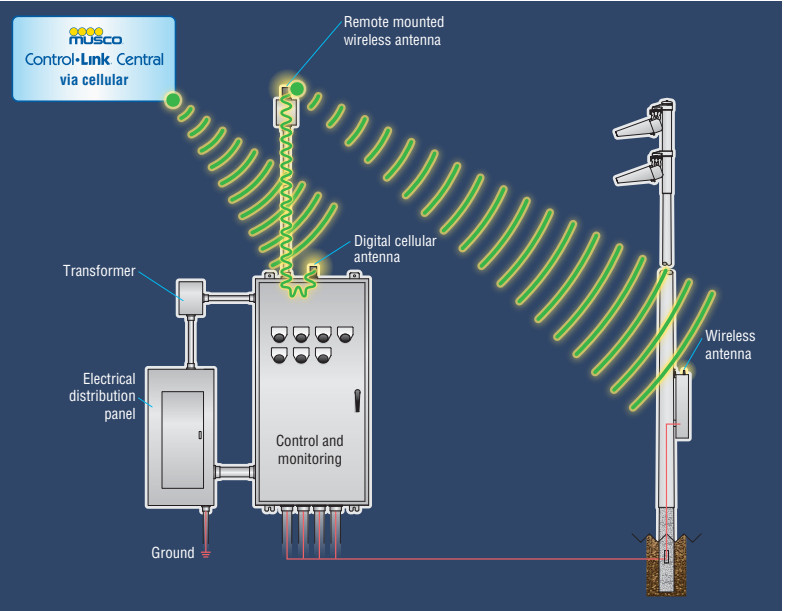 Remote mounted
wireless antenna
musco
Control•Link Central
via cellular
Digital cellular
antenna
Transformer
Wireless
antenna
Electrical
distribution
panel
Control and
monitoring
Ground